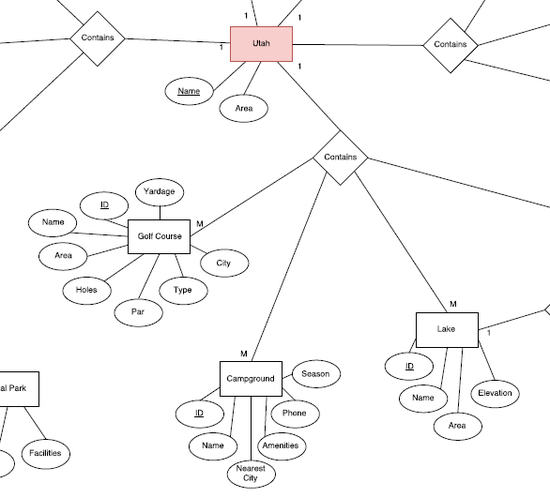 1
1
Contains
Utah
Contains
1
1
Name
Area
Contains
Yardage
ID
Name
M
Golf Course
Area
City
Holes
Type
Par
M
1
Lake
M
ID
Elevation
Name
Area
Season
Campground
al Park
ID
Phone
Name
Amenities
Facilities
Nearest
City